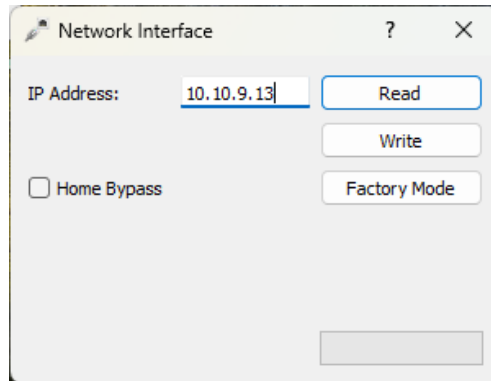 Network Interface
IP Address: 10.10.9.13 Read
Write
Home Bypass Factory Mode